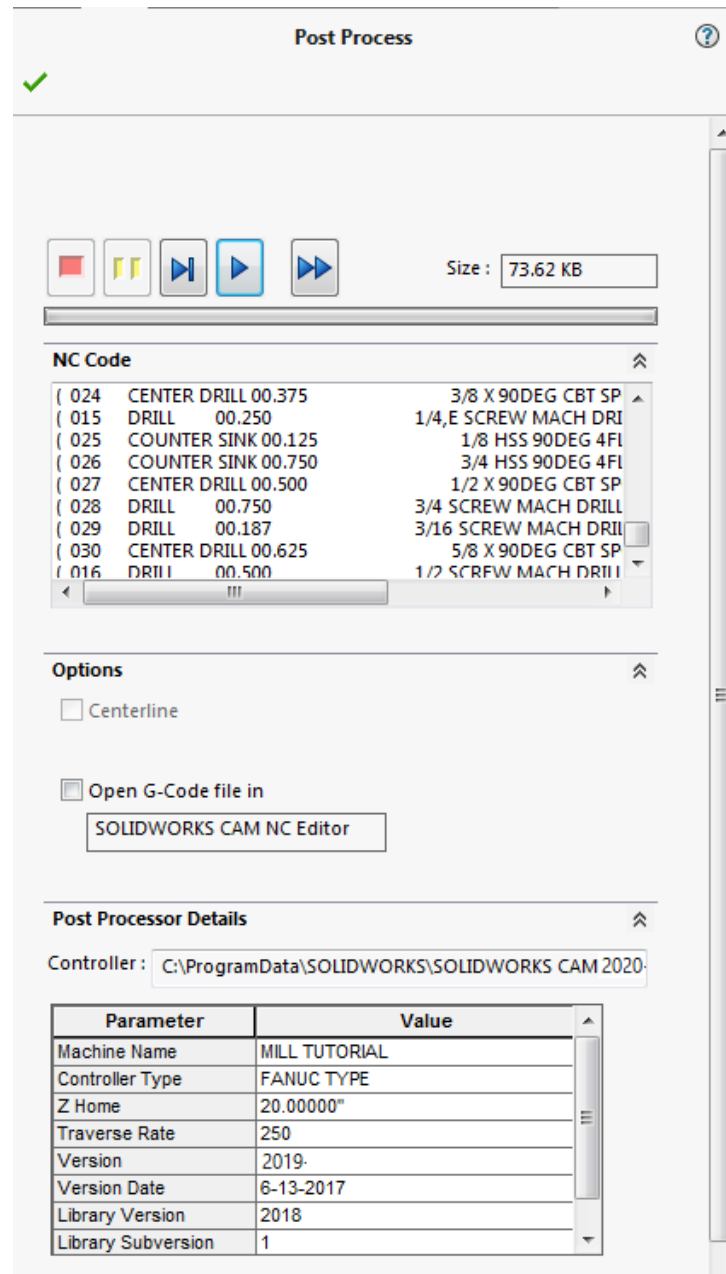 Post Process
Size : 73.62 KB
NC Code
( 024 CENTER DRILL 00.375 3/8 X 90DEG CBT SP
( 015 DRILL 00.250 1/4,E SCREW MACH DRI
( 025 COUNTER SINK 00.125 1/8 HSS 90DEG 4FL
( 026 COUNTER SINK 00.750 3/4 HSS 90DEG 4FL
( 027 CENTER DRILL 00.500 1/2 X 90DEG CBT SP
( 028 DRILL 00.750 3/4 SCREW MACH DRILL
( 029 DRILL 00.187 3/16 SCREW MACH DRIL
( 030 CENTER DRILL 00.625 5/8 X 90DEG CBT SP
( 016 DRILL 00.500 1/2 SCREW MACH DRILL
Options
Centerline
Open G-Code file in
SOLIDWORKS CAM NC Editor
Post Processor Details
Controller : C:\ProgramData\SOLIDWORKS\SOLIDWORKS CAM 2020-
Parameter Value
Machine Name MILL TUTORIAL
Controller Type FANUC TYPE
Z Home 20.00000"
Traverse Rate 250
Version 2019-
Version Date 6-13-2017
Library Version 2018
Library Subversion 1